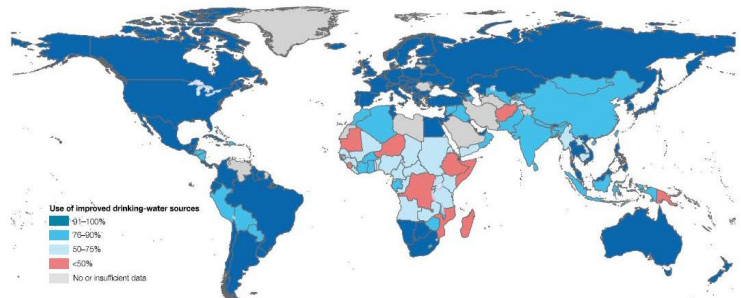 Use of improved drinking-water sources
91–100%
76–90%
50–75%
<50%
No or insufficient data